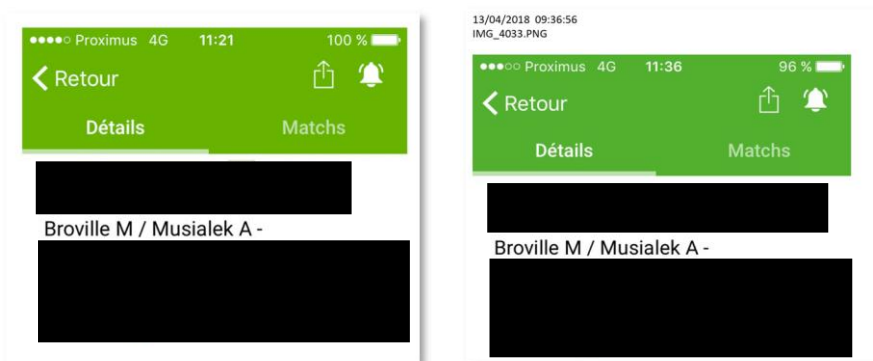 Proximus 4G 11:21 100 %
Retour
Détails Matchs
Broville M / Musialek A -
13/04/2018 09:36:56
IMG_4033.PNG
Proximus 4G 11:36 96 %
Retour
Détails Matchs
Broville M / Musialek A -